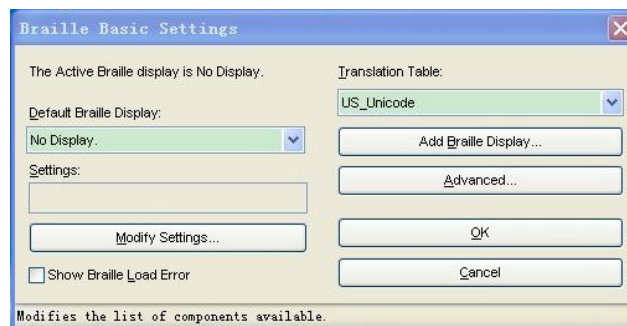 Braille Basic Settings
The Active Braille display is No Display.
Default Braille Display:
No Display.
Settings:
Modify Settings...
Show Braille Load Error
Translation Table:
US_Unicode
Add Braille Display...
Advanced...
OK
Cancel
Modifies the list of components available.